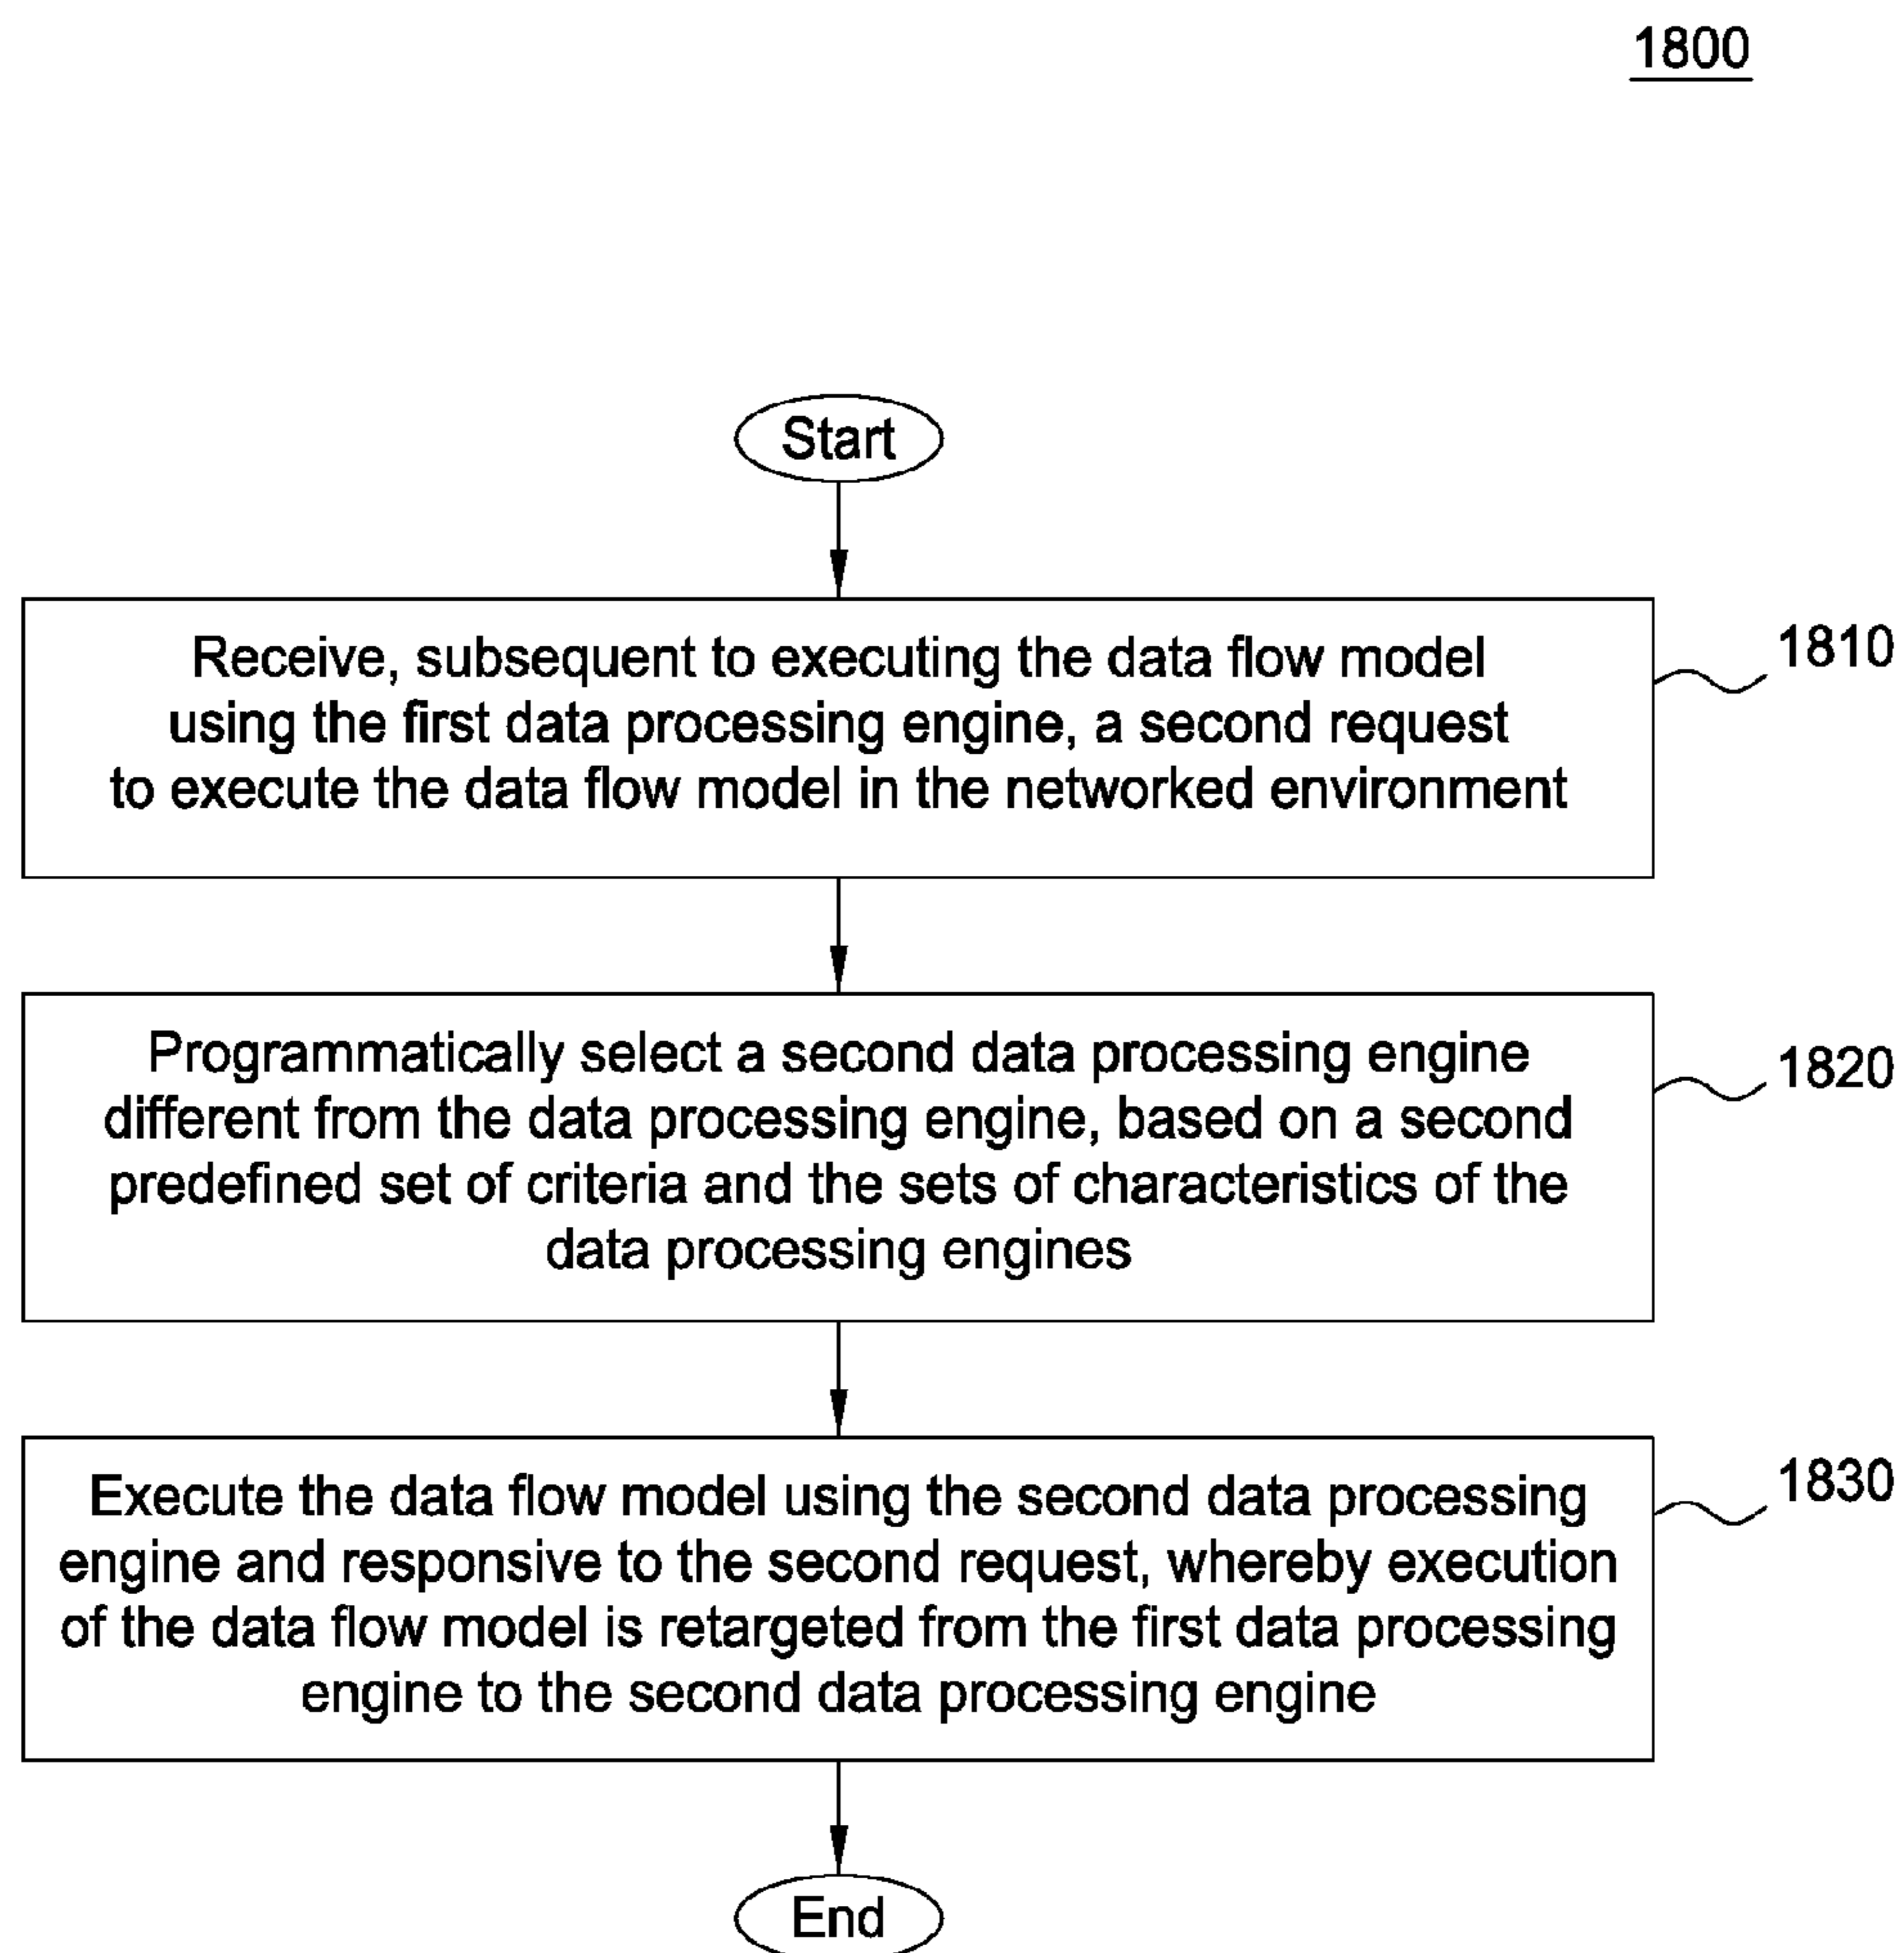 1800
Start
Receive, subsequent to executing the data flow model
using the first data processing engine, a second request
to execute the data flow model in the networked environment
1810
Programmatically select a second data processing engine
different from the data processing engine, based on a second
predefined set of criteria and the sets of characteristics of the
data processing engines
1820
Execute the data flow model using the second data processing
engine and responsive to the second request, whereby execution
of the data flow model is retargeted from the first data processing
engine to the second data processing engine
1830
End